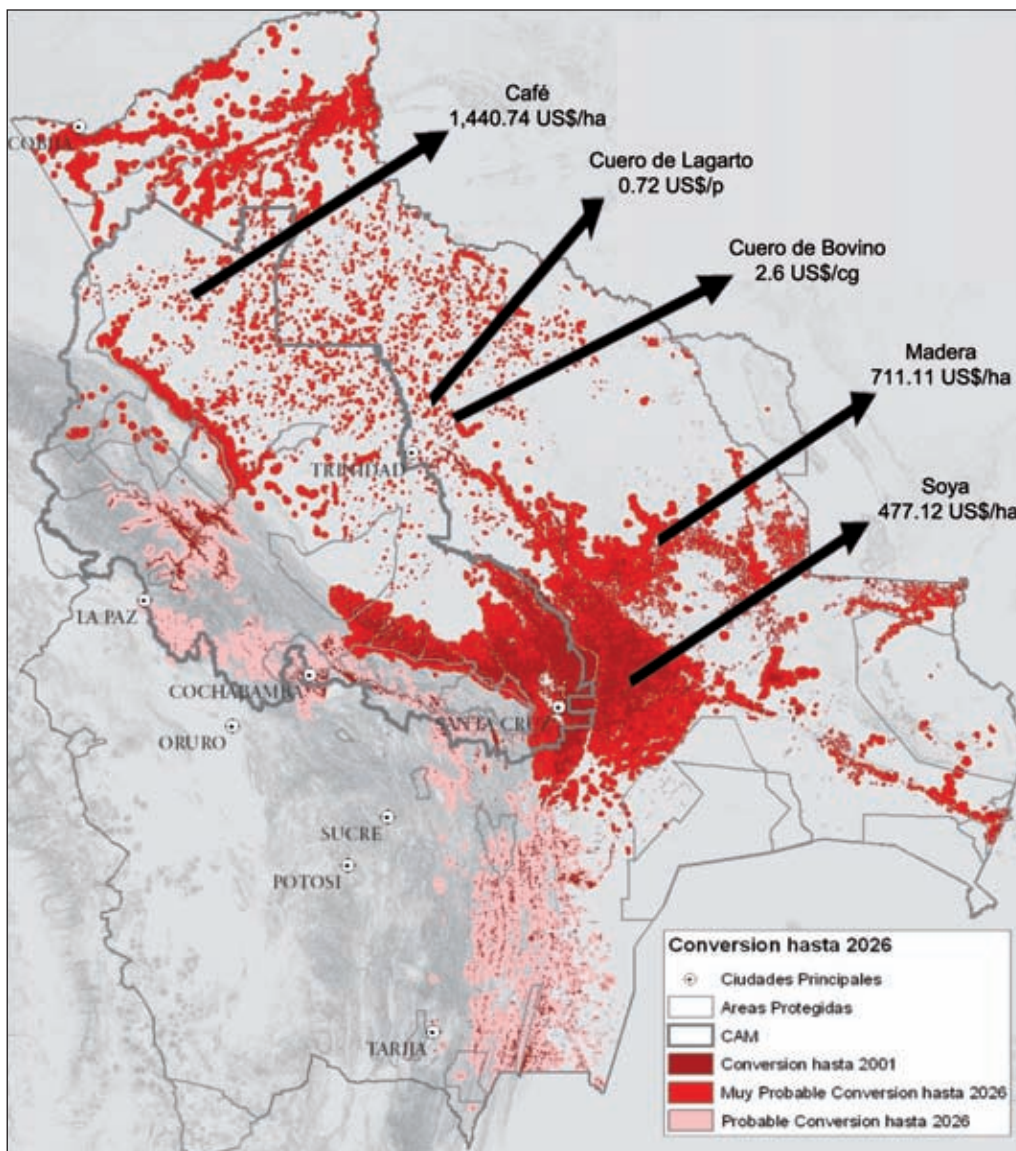 Café
1,440.74 US$/ha
Cuero de Lagarto
0.72 US$/p
Cuero de Bovino
2.6 US$/cg
Madera
711.11 US$/ha
Soya
477.12 US$/ha
COBIJA
TRINIDAD
LA PAZ
COCHABAMBA
SANTA CRUZ
ORURO
SUCRE
POTOSI
TARIJA
Conversion hasta 2026
Ciudades Principales
Areas Protegidas
CAM
Conversion hasta 2001
Muy Probable Conversion hasta 2026
Probable Conversion hasta 2026